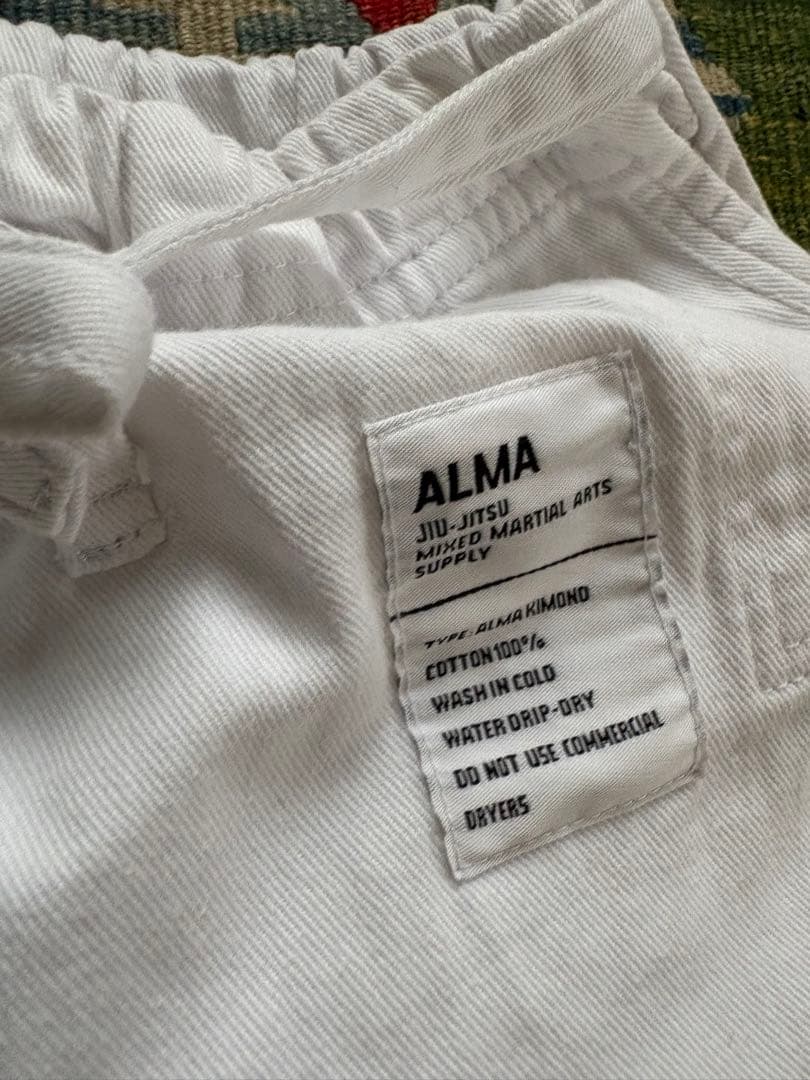 ALMA
JIU-JITSU
MIXED MARTIAL ARTS
SUPPLY
TYPE: ALMA KIMONO
COTTON 100%
WASH IN COLD
WATER DRIP-DRY
DO NOT USE COMMERCIAL
DRYERS